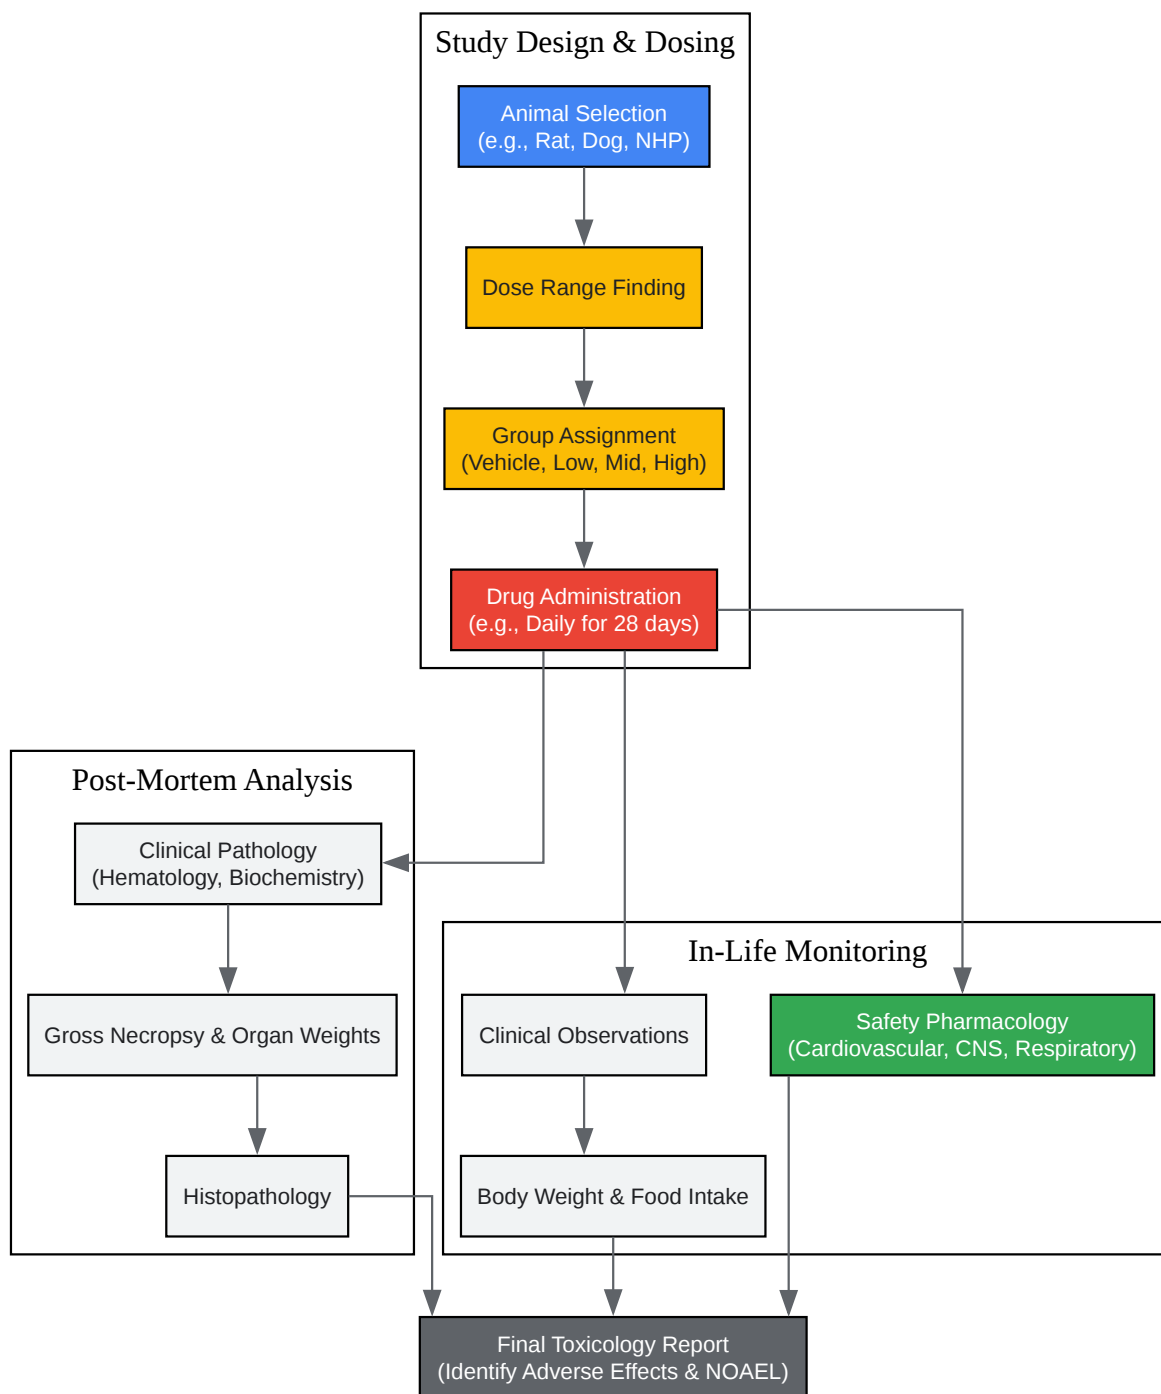 Study Design & Dosing
Animal Selection
(e.g., Rat, Dog, NHP)
Dose Range Finding
Group Assignment
(Vehicle, Low, Mid, High)
Drug Administration
(e.g., Daily for 28 days)
Post-Mortem Analysis
Clinical Pathology
(Hematology, Biochemistry)
Gross Necropsy & Organ Weights
Histopathology
In-Life Monitoring
Clinical Observations
Safety Pharmacology
(Cardiovascular, CNS, Respiratory)
Body Weight & Food Intake
Final Toxicology Report
(Identify Adverse Effects & NOAEL)